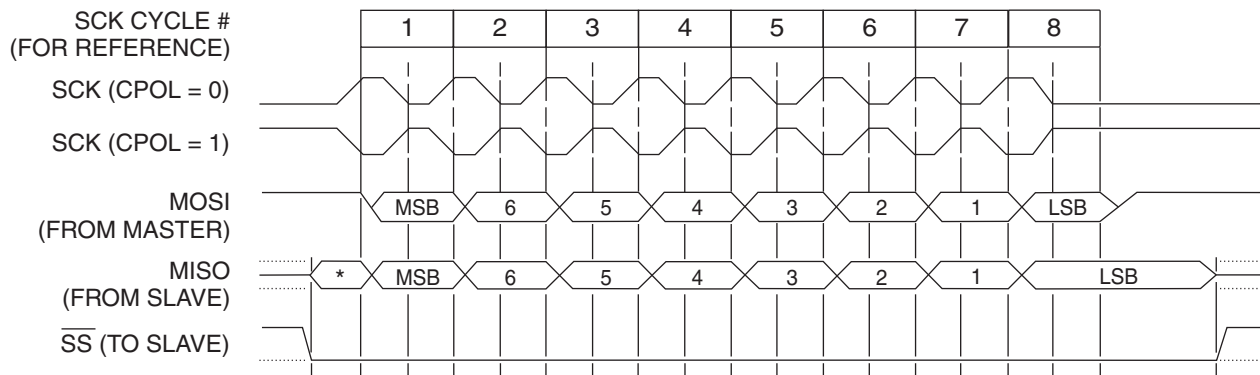 SCK CYCLE # 1 2 3 4 5 6 7 8
(FOR REFERENCE)
SCK (CPOL = 0)
SCK (CPOL = 1)
MOSI MSB 6 5 4 3 2 1 LSB
(FROM MASTER)
MISO * MSB 6 5 4 3 2 1 LSB
(FROM SLAVE)
S̅S̅ (TO SLAVE)